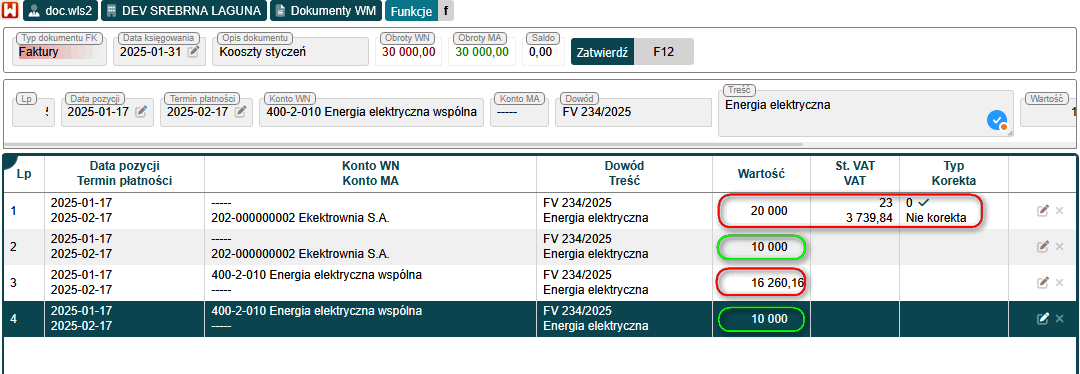 doc.wls2 DEV SREBRNA LAGUNA Dokumenty WM Funkcje f
Typ dokumentu FK Data księgowania Opis dokumentu Obroty WN Obroty MA Saldo
Faktury 2025-01-31 Kooszty styczeń 30 000,00 30 000,00 0,00 Zatwierdź F12
Lp Data pozycji Termin płatności Konto WN Konto MA Dowód Treść Wartość
2025-01-17 2025-02-17 400-2-010 Energia elektryczna wspólna ----- FV 234/2025 Energia elektryczna
Lp Data pozycji Konto WN Dowód Wartość St. VAT Typ
Termin płatności Konto MA Treść VAT Korekta
1 2025-01-17 ----- FV 234/2025 20 000 23 0
2025-02-17 202-000000002 Ekektrownia S.A. Energia elektryczna 3 739,84 Nie korekta
2 2025-01-17 ----- FV 234/2025 10 000
2025-02-17 202-000000002 Ekektrownia S.A. Energia elektryczna
3 2025-01-17 400-2-010 Energia elektryczna wspólna FV 234/2025 16 260,16
2025-02-17 ----- Energia elektryczna
4 2025-01-17 400-2-010 Energia elektryczna wspólna FV 234/2025 10 000
2025-02-17 ----- Energia elektryczna